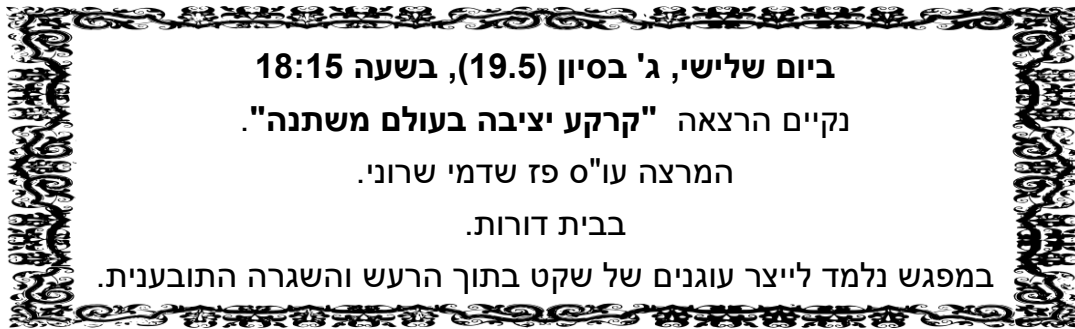 ביום שלישי, ג' בסיון (19.5), בשעה 18:15
נקיים הרצאה "קרקע יציבה בעולם משתנה".
המרצה עו"ס פז שדמי שרוני.
בבית דורות.
במפגש נלמד לייצר עוגנים של שקט בתוך הרעש והשגרה התובענית.